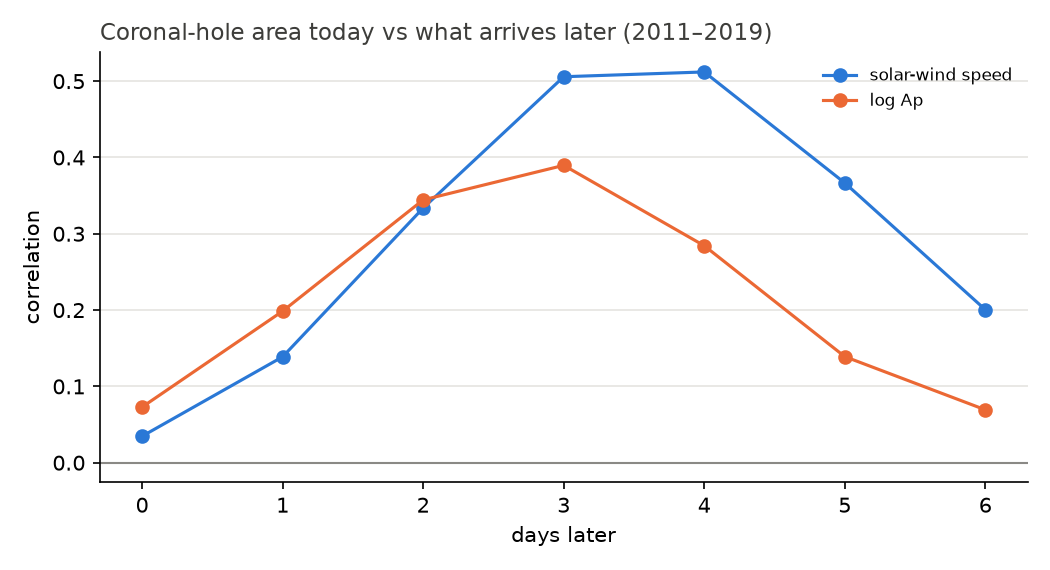 Coronal-hole area today vs what arrives later (2011–2019)
solar-wind speed
log Ap
correlation
0.5
0.4
0.3
0.2
0.1
0.0
0 1 2 3 4 5 6
days later